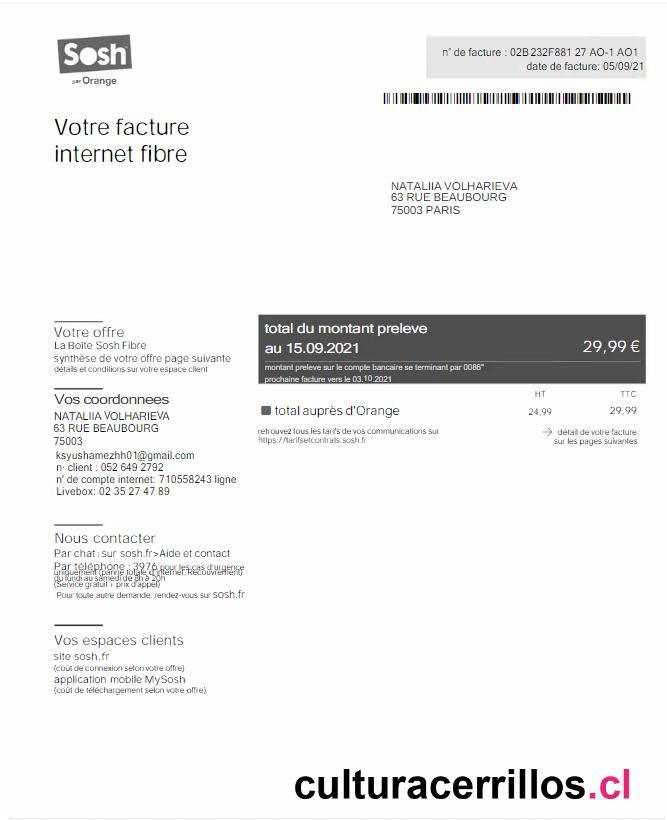 Sosh
par Orange
n° de facture : 02B 232F881 27 AO-1 AO1
date de facture: 05/09/21
Votre facture
internet fibre
NATALIIA VOLHARIEVA
63 RUE BEAUBOURG
75003 PARIS
Votre offre
La Boite Sosh Fibre
synthèse de votre offre page suivante
détails et conditions sur votre espace client
total du montant preleve
au 15.09.2021
29,99 €
montant preleve sur le compte bancaire se terminant par 0086"
prochaine facture vers le 03.10.2021
HT TTC
total auprès d'Orange 24,99 29,99
retrouvez tous les tarifs de vos communications sur
https://tarifsetcontrats.sosh.fr
→ détail de votre facture
sur les pages suivantes
Vos coordonnees
NATALIIA VOLHARIEVA
63 RUE BEAUBOURG
75003
ksyushamezhh01@gmail.com
n· client : 052 649 2792
n° de compte internet: 710558243 ligne
Livebox: 02 35 27 47 89
Nous contacter
Par chat : sur sosh.fr>Aide et contact
Par téléphone : 3976 pour les cas d'urgence
uniquement (panne totale d'internet, Recouvrement)
du lundi au samedi de 8h à 20h
(Service gratuit + prix d'appel)
Pour toute autre demande, rendez-vous sur sosh.fr
Vos espaces clients
site sosh.fr
(coût de connexion selon votre offre)
application mobile MySosh
(coût de téléchargement selon votre offre)
culturacerrillos.cl